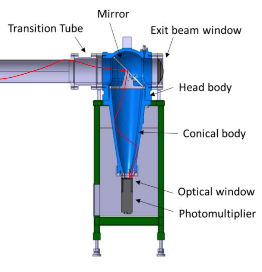 Mirror
Transition Tube
Exit beam window
Head body
Conical body
Optical window
Photomultiplier